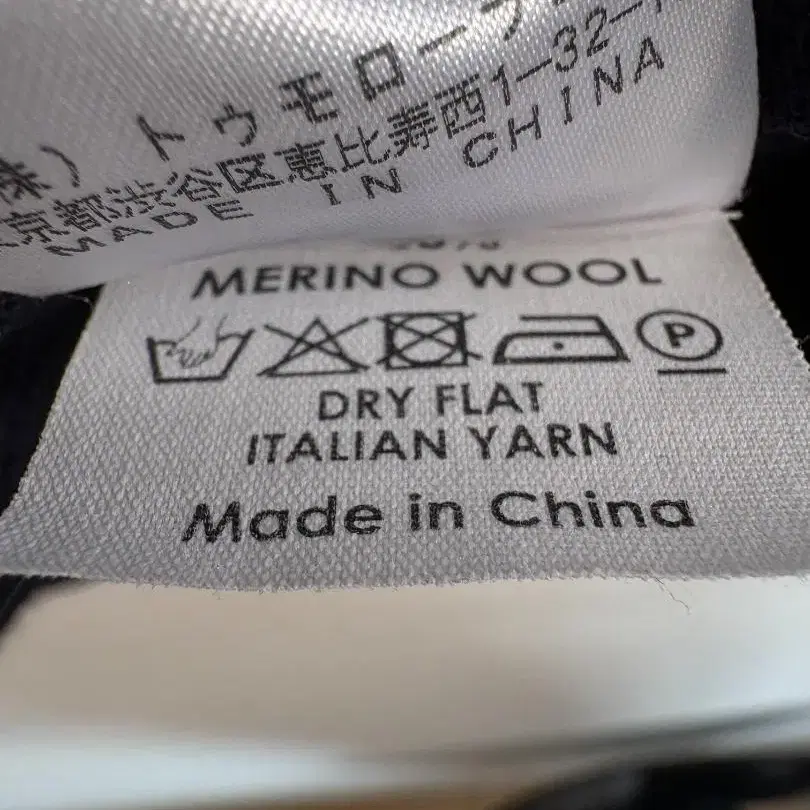 株) トゥモロー
京都渋谷区恵比寿西1-32-
MADE IN CHINA
MERINO WOOL
P
DRY FLAT
ITALIAN YARN
Made in China